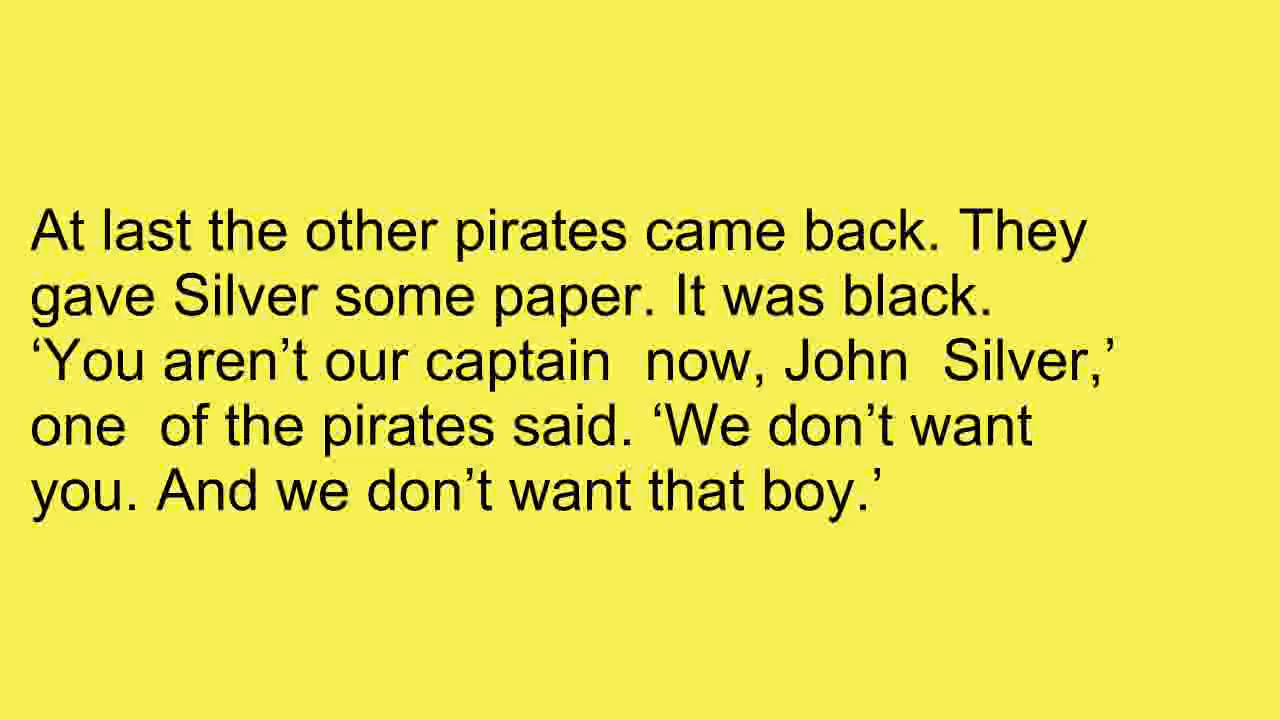 At last the other pirates came back. They
gave Silver some paper. It was black.
‘You aren’t our captain  now, John  Silver,’
one  of the pirates said. ‘We don’t want
you. And we don’t want that boy.’